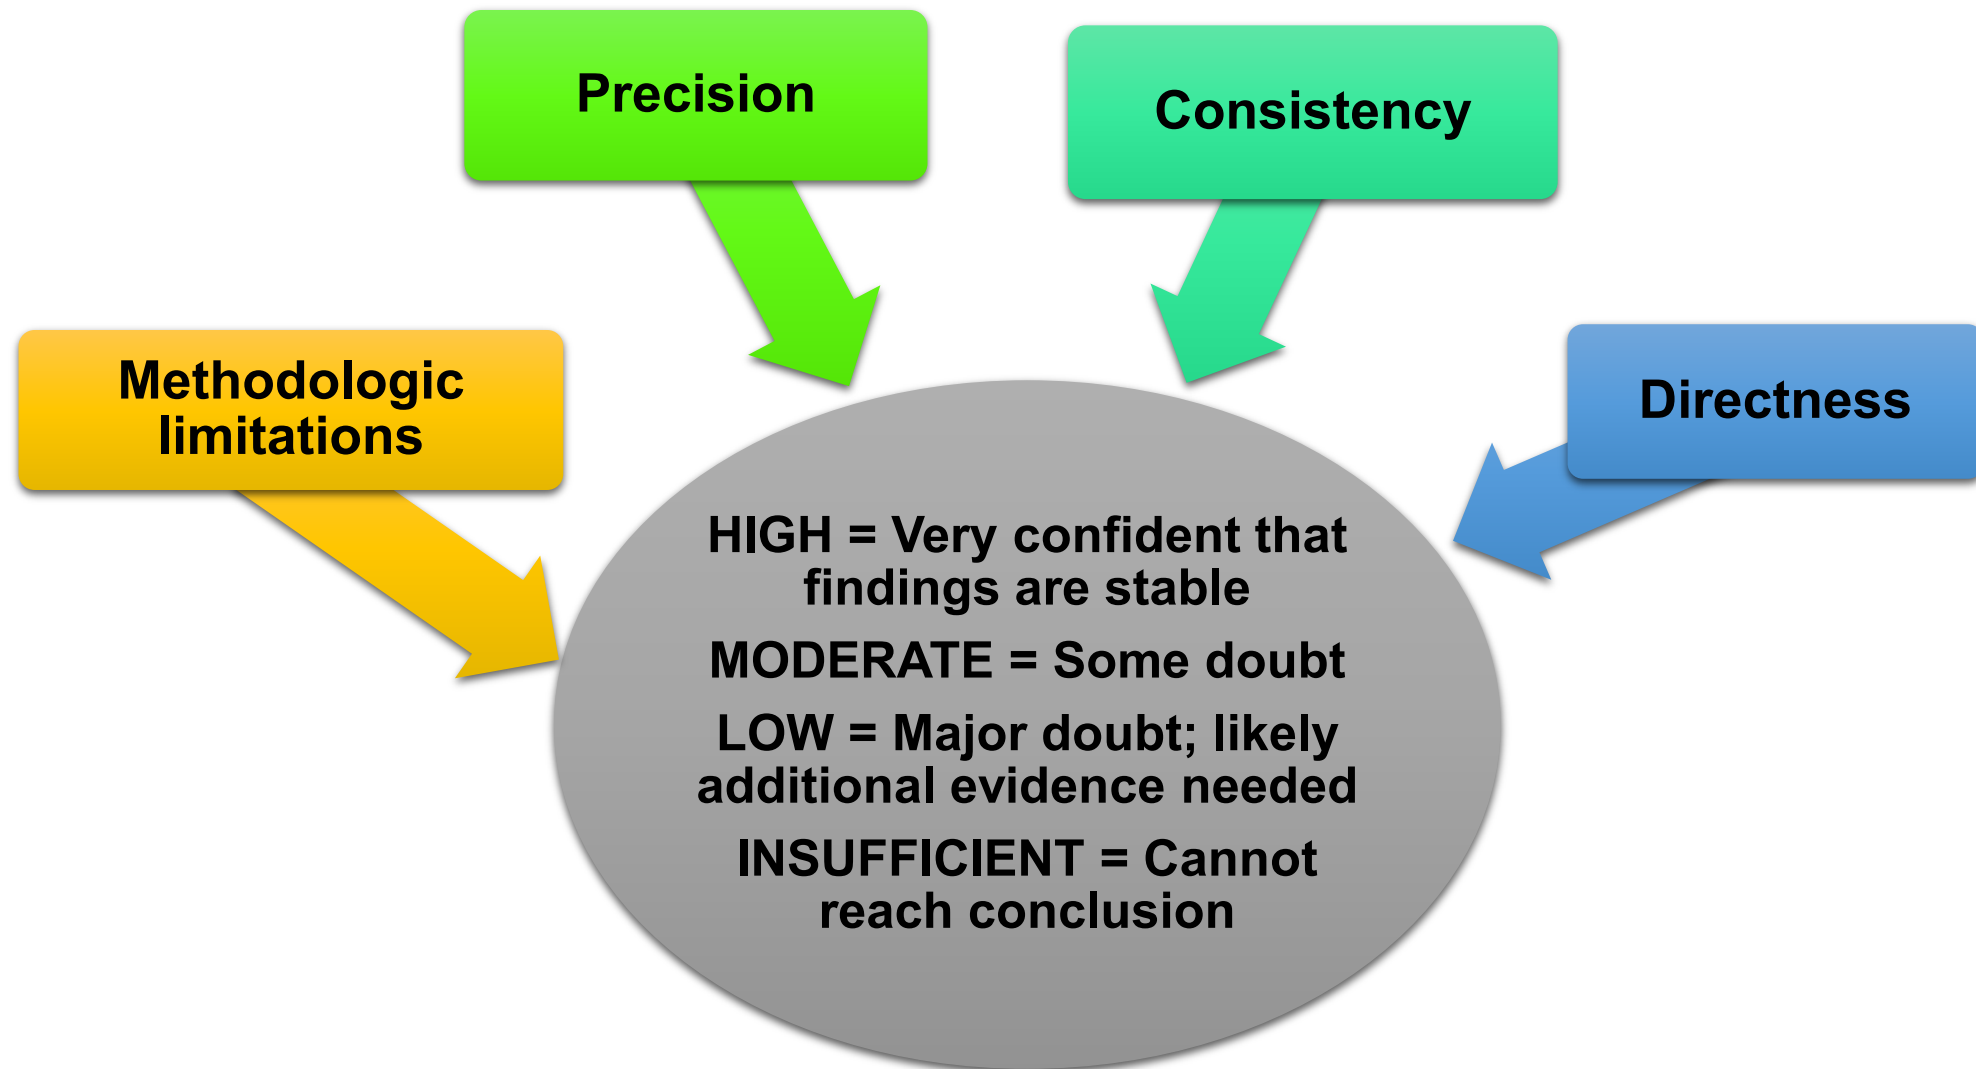 Precision
Consistency
Methodologic
limitations
Directness
HIGH = Very confident that
findings are stable
MODERATE = Some doubt
LOW = Major doubt; likely
additional evidence needed
INSUFFICIENT = Cannot
reach conclusion